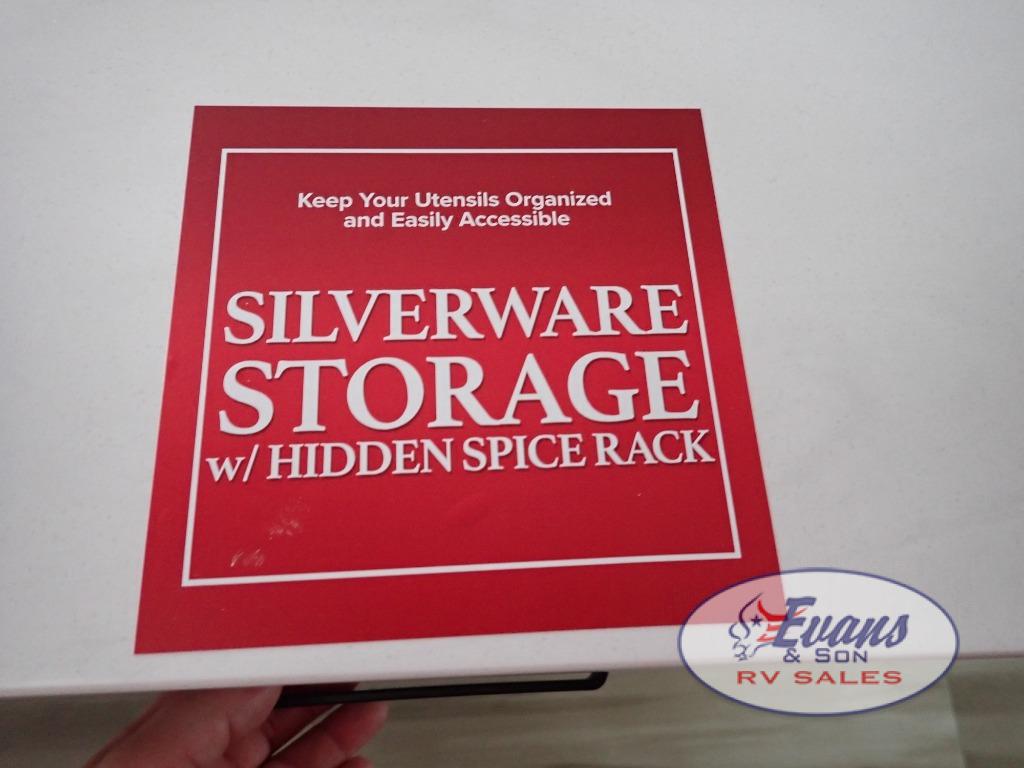 Keep Your Utensils Organized
and Easily Accessible
SILVERWARE
STORAGE
w/ HIDDEN SPICE RACK
Evans
& SON
RV SALES